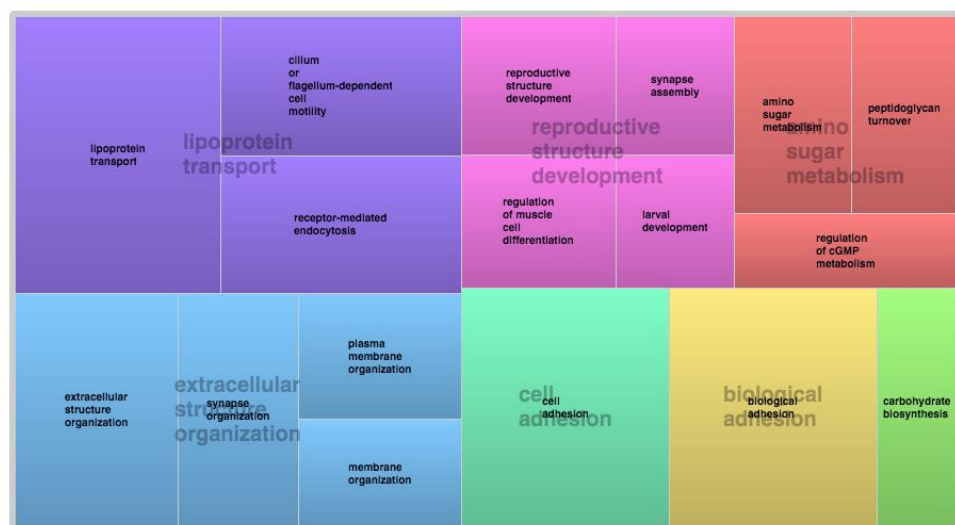 cilium
or
flagellum-dependent
cell
motility
lipoprotein
transport
lipoprotein
transport
receptor-mediated
endocytosis
reproductive
structure
development
synapse
assembly
reproductive
structure
development
regulation
of muscle
cell
differentiation
larval
development
amino
sugar
metabolism
peptidoglycan
turnover
amino
sugar
metabolism
regulation
of cGMP
metabolism
extracellular
structure
organization
extracellular
structure
organization
synapse
organization
plasma
membrane
organization
membrane
organization
cell
adhesion
cell
adhesion
biological
adhesion
biological
adhesion
carbohydrate
biosynthesis